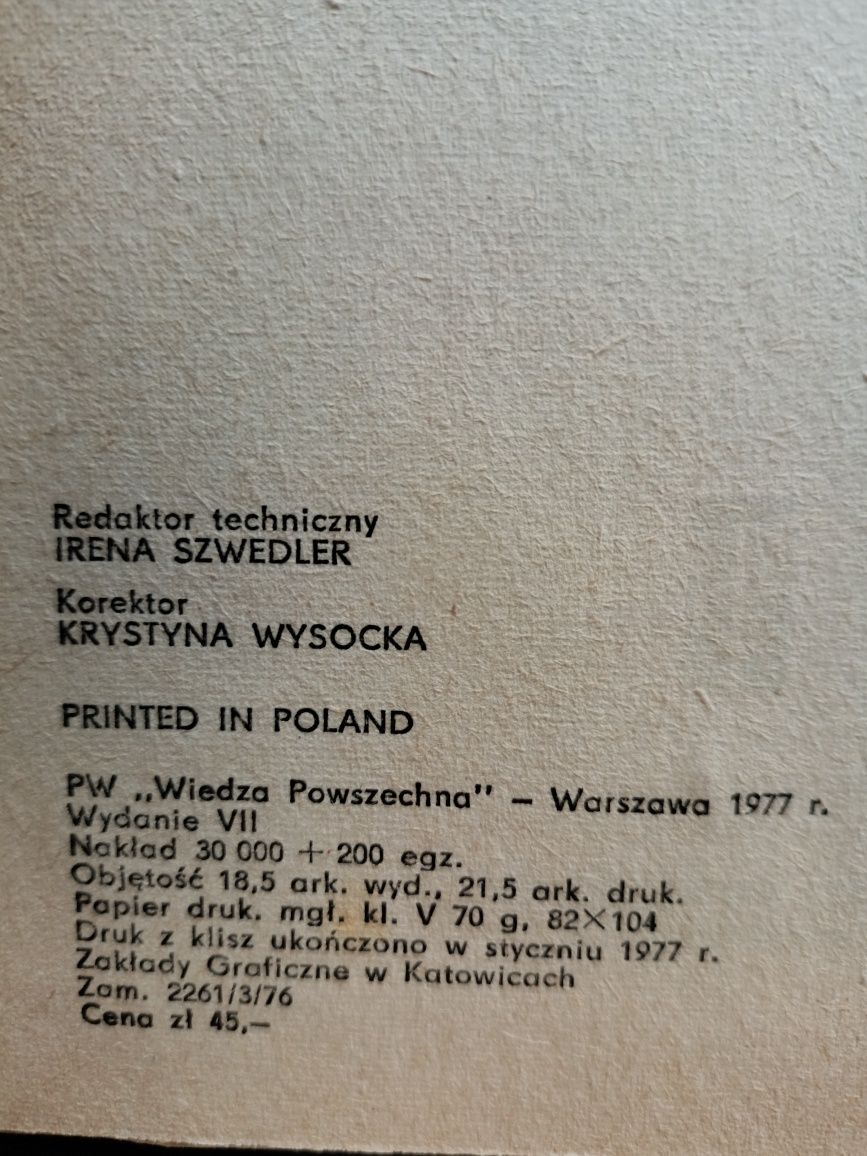 Redaktor techniczny
IRENA SZWEDLER
Korektor
KRYSTYNA WYSOCKA
PRINTED IN POLAND
PW „Wiedza Powszechna" – Warszawa 1977 r.
Wydanie VII
Nakład 30 000 + 200 egz.
Objętość 18,5 ark. wyd., 21,5 ark. druk.
Papier druk. mgł. kl. V 70 g, 82×104
Druk z klisz ukończono w styczniu 1977 r.
Zakłady Graficzne w Katowicach
Zam. 2261/3/76
Cena zł 45,–